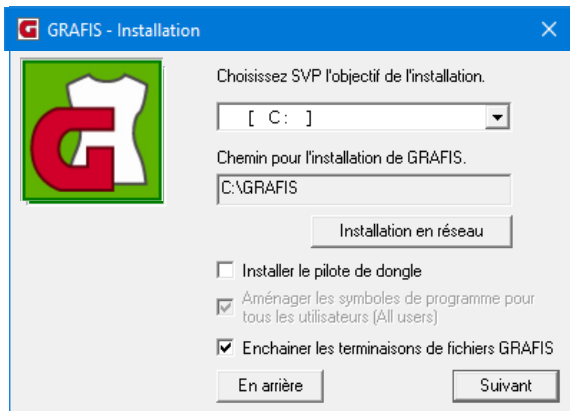 GRAFIS - Installation
Choisissez SVP l'objectif de l'installation.
[ C: ]
Chemin pour l'installation de GRAFIS.
C:\GRAFIS
Installation en réseau
Installer le pilote de dongle
Aménager les symboles de programme pour
tous les utilisateurs (All users)
Enchainer les terminaisons de fichiers GRAFIS
En arrière
Suivant